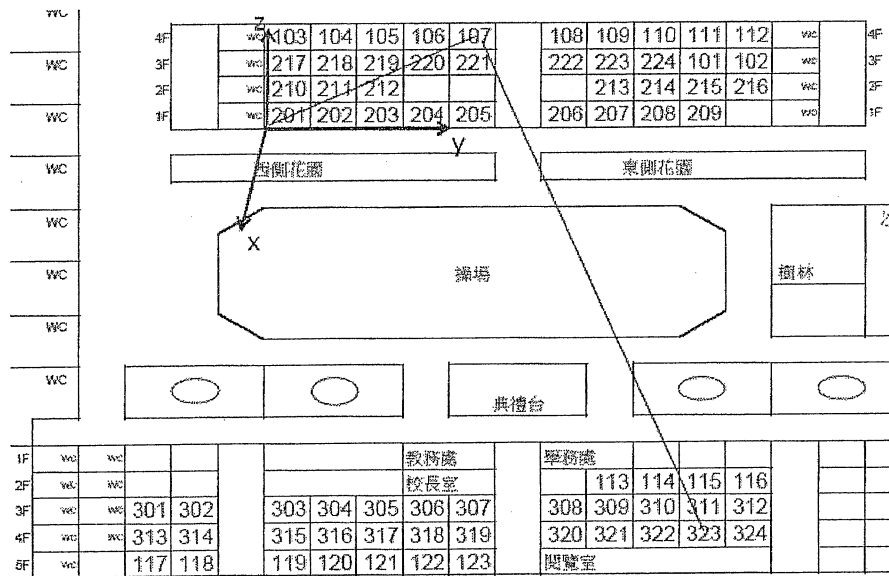 WC
4F WC 103 104 105 106 107 108 109 110 111 112 WC 4F
WC 3F WC 217 218 219 220 221 222 223 224 101 102 WC 3F
2F WC 210 211 212 213 214 215 216 WC 2F
WC 1F WC 201 202 203 204 205 206 207 208 209 WC 1F
z
y
WC 西側花園 東側花園
WC
x
WC 操場 樹林
WC
WC
典禮台
1F WC WC 教務處 學務處
2F WC WC 校長室 113 114 115 116
3F WC WC 301 302 303 304 305 306 307 308 309 310 311 312
4F WC WC 313 314 315 316 317 318 319 320 321 322 323 324
5F WC 117 118 119 120 121 122 123 閱覽室